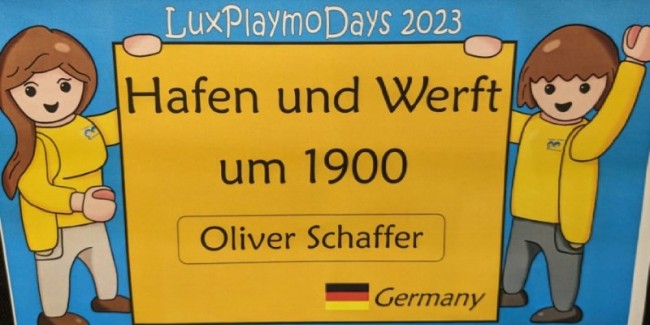 LuxPlaymoDays 2023
Hafen und Werft
um 1900
Oliver Schaffer
Germany